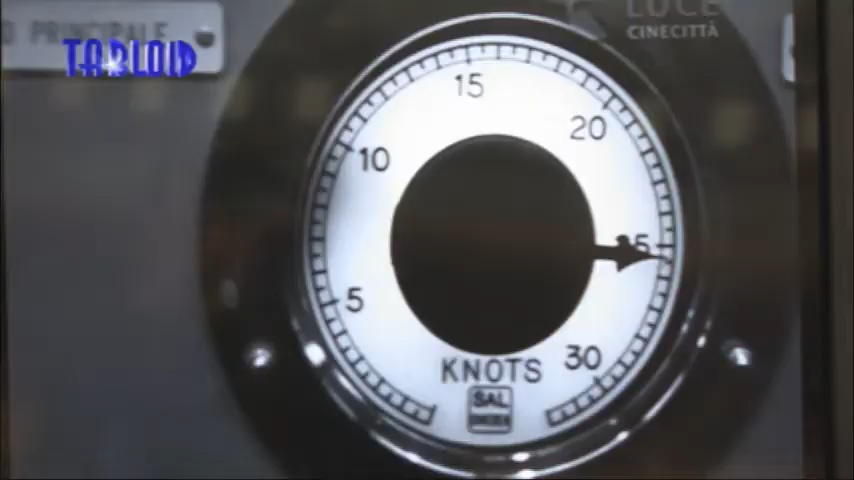 PRINCIPALE
TABLOID
LUCE
CINECITTÀ
15
20
10
5
30
KNOTS
SAL